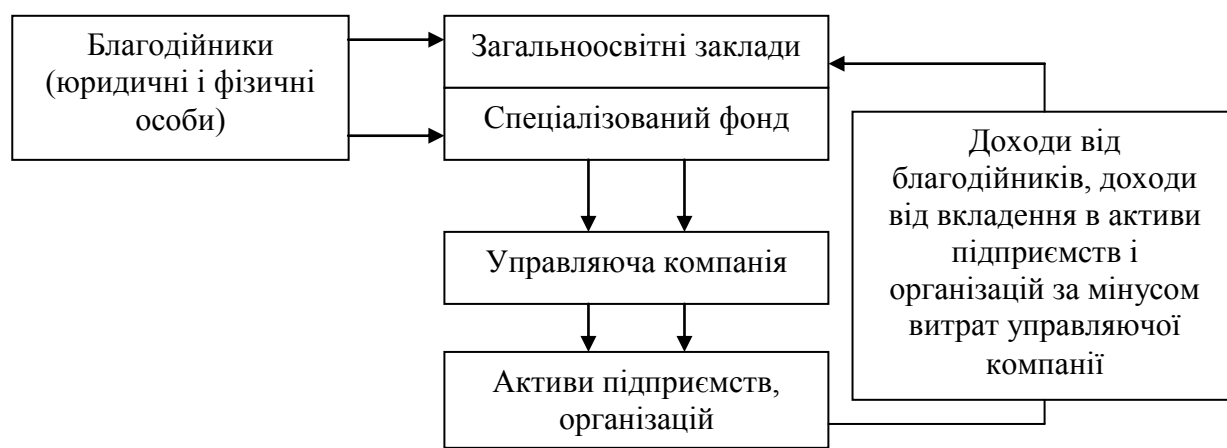 Благодійники
(юридичні і фізичні
особи)
Загальноосвітні заклади
Спеціалізований фонд
Управляюча компанія
Активи підприємств,
організацій
Доходи від
благодійників, доходи
від вкладення в активи
підприємств і
організацій за мінусом
витрат управляючої
компанії